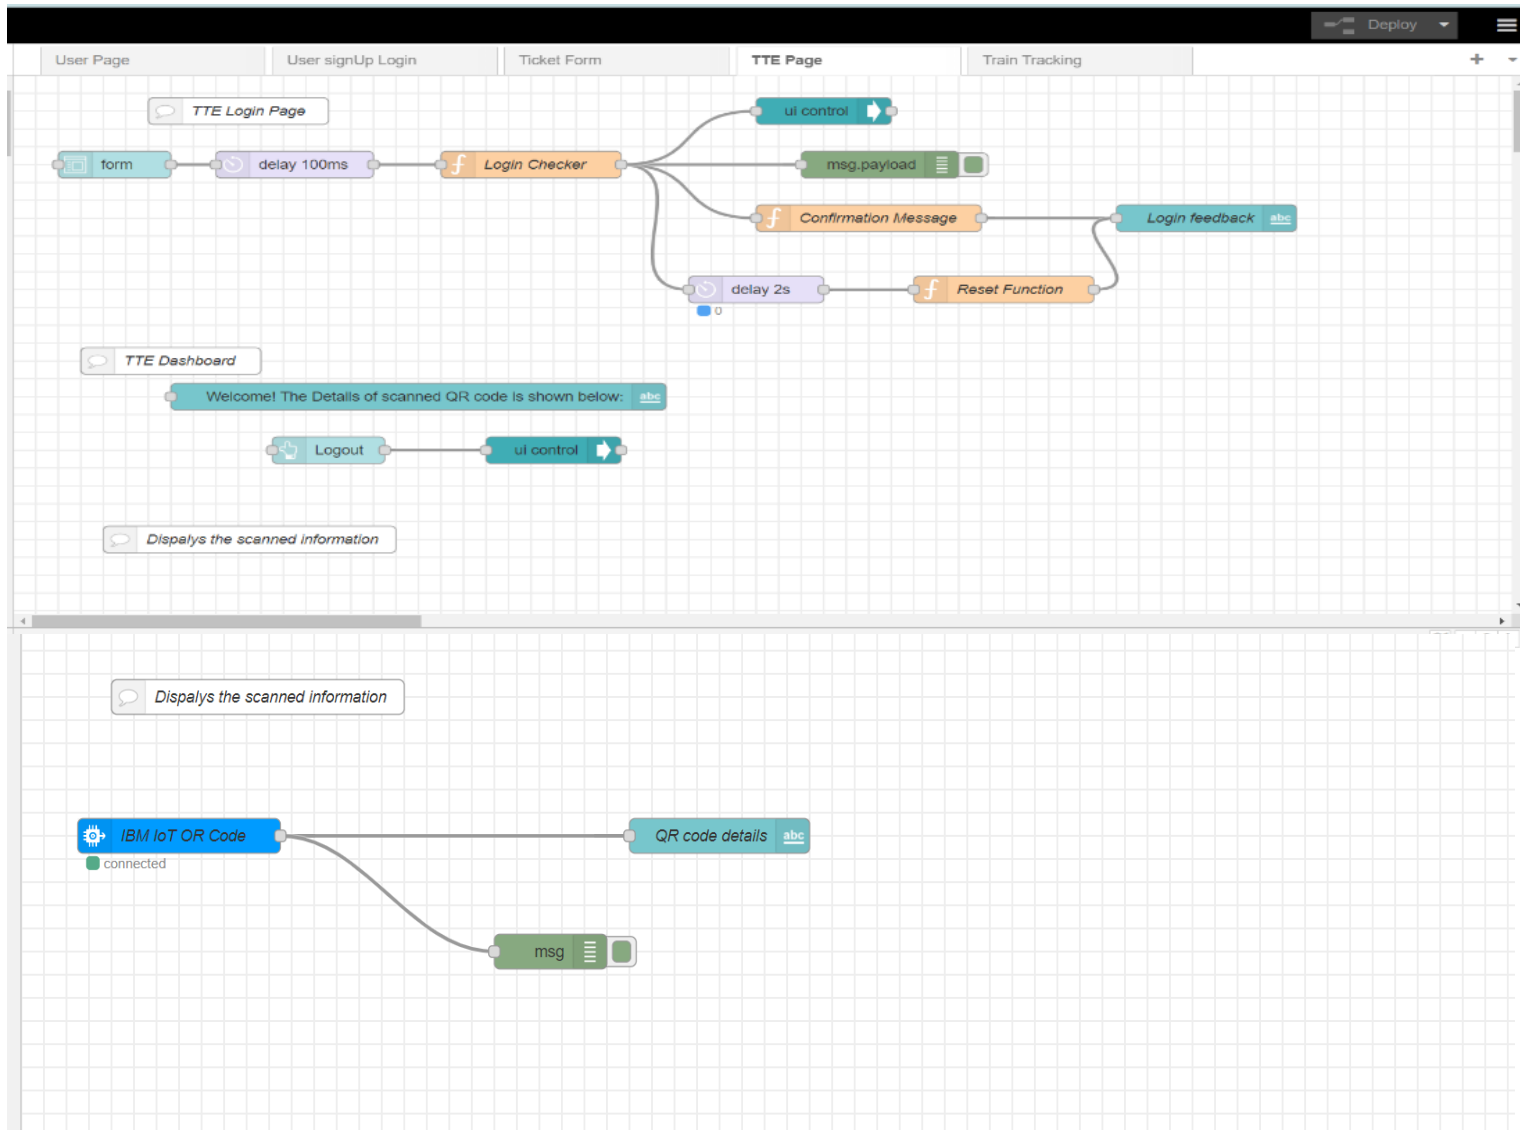 Deploy
User Page
User signUp Login
Ticket Form
TTE Page
Train Tracking
TTE Login Page
ui control
form
delay 100ms
Login Checker
msg.payload
Confirmation Message
Login feedback
abc
delay 2s
Reset Function
0
TTE Dashboard
Welcome! The Details of scanned QR code is shown below:
abc
Logout
ui control
Dispalys the scanned information
Dispalys the scanned information
IBM IoT QR Code
QR code details
abc
connected
msg